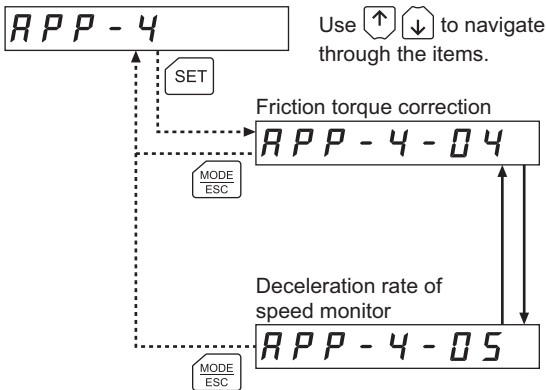 APP-4
Use ↑ ↓ to navigate
through the items.
SET
Friction torque correction
APP-4-04
MODE
ESC
Deceleration rate of
speed monitor
APP-4-05
MODE
ESC